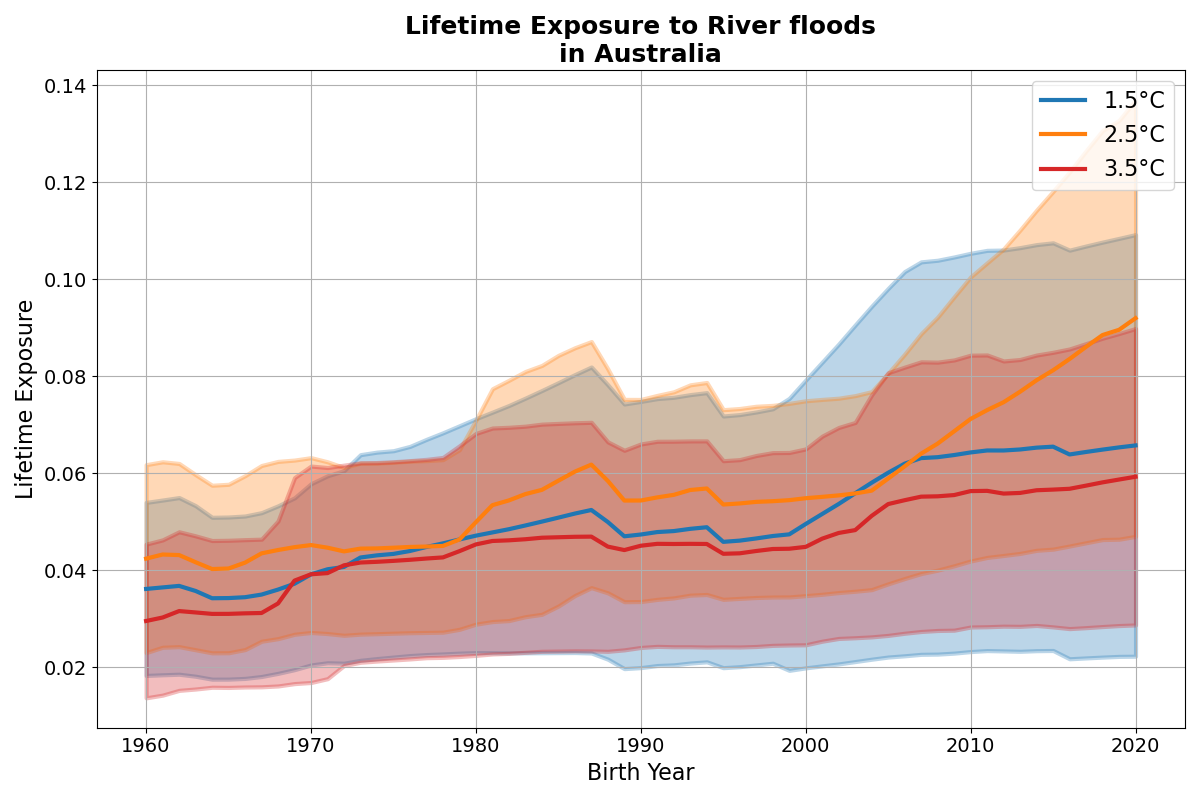 Lifetime Exposure to River floods
in Australia
Lifetime Exposure
0.14
0.12
0.10
0.08
0.06
0.04
0.02
1.5°C
2.5°C
3.5°C
1960 1970 1980 1990 2000 2010 2020
Birth Year